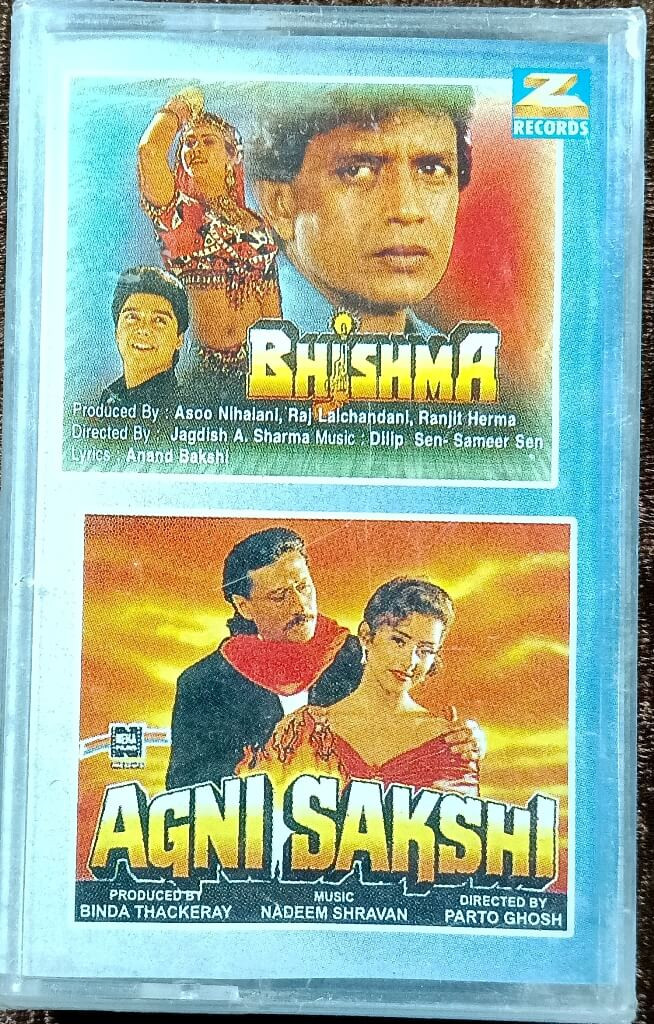 Z
RECORDS
BHISHMA
Produced By : Asoo Nihalani, Raj Lalchandani, Ranjit Herma
Directed By : Jagdish A. Sharma Music : Dilip Sen- Sameer Sen
Lyrics : Anand Bakshi
AGNI SAKSHI
PRODUCED BY
BINDA THACKERAY
MUSIC
NADEEM SHRAVAN
DIRECTED BY
PARTO GHOSH